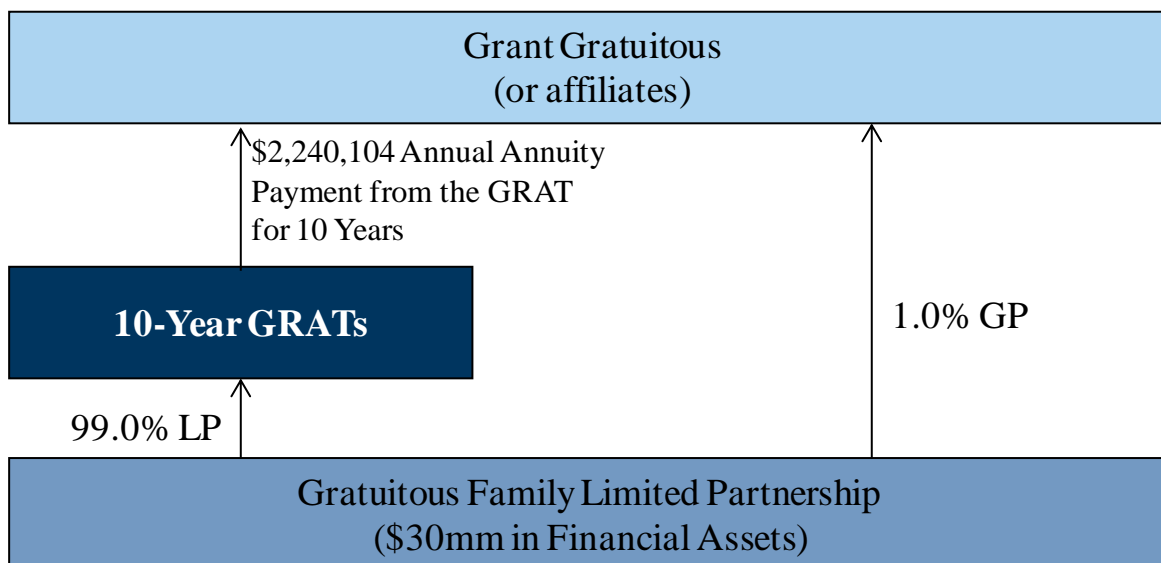 Grant Gratuitous
(or affiliates)
$2,240,104 Annual Annuity
Payment from the GRAT
for 10 Years
10-Year GRATs
1.0% GP
99.0% LP
Gratuitous Family Limited Partnership
($30mm in Financial Assets)